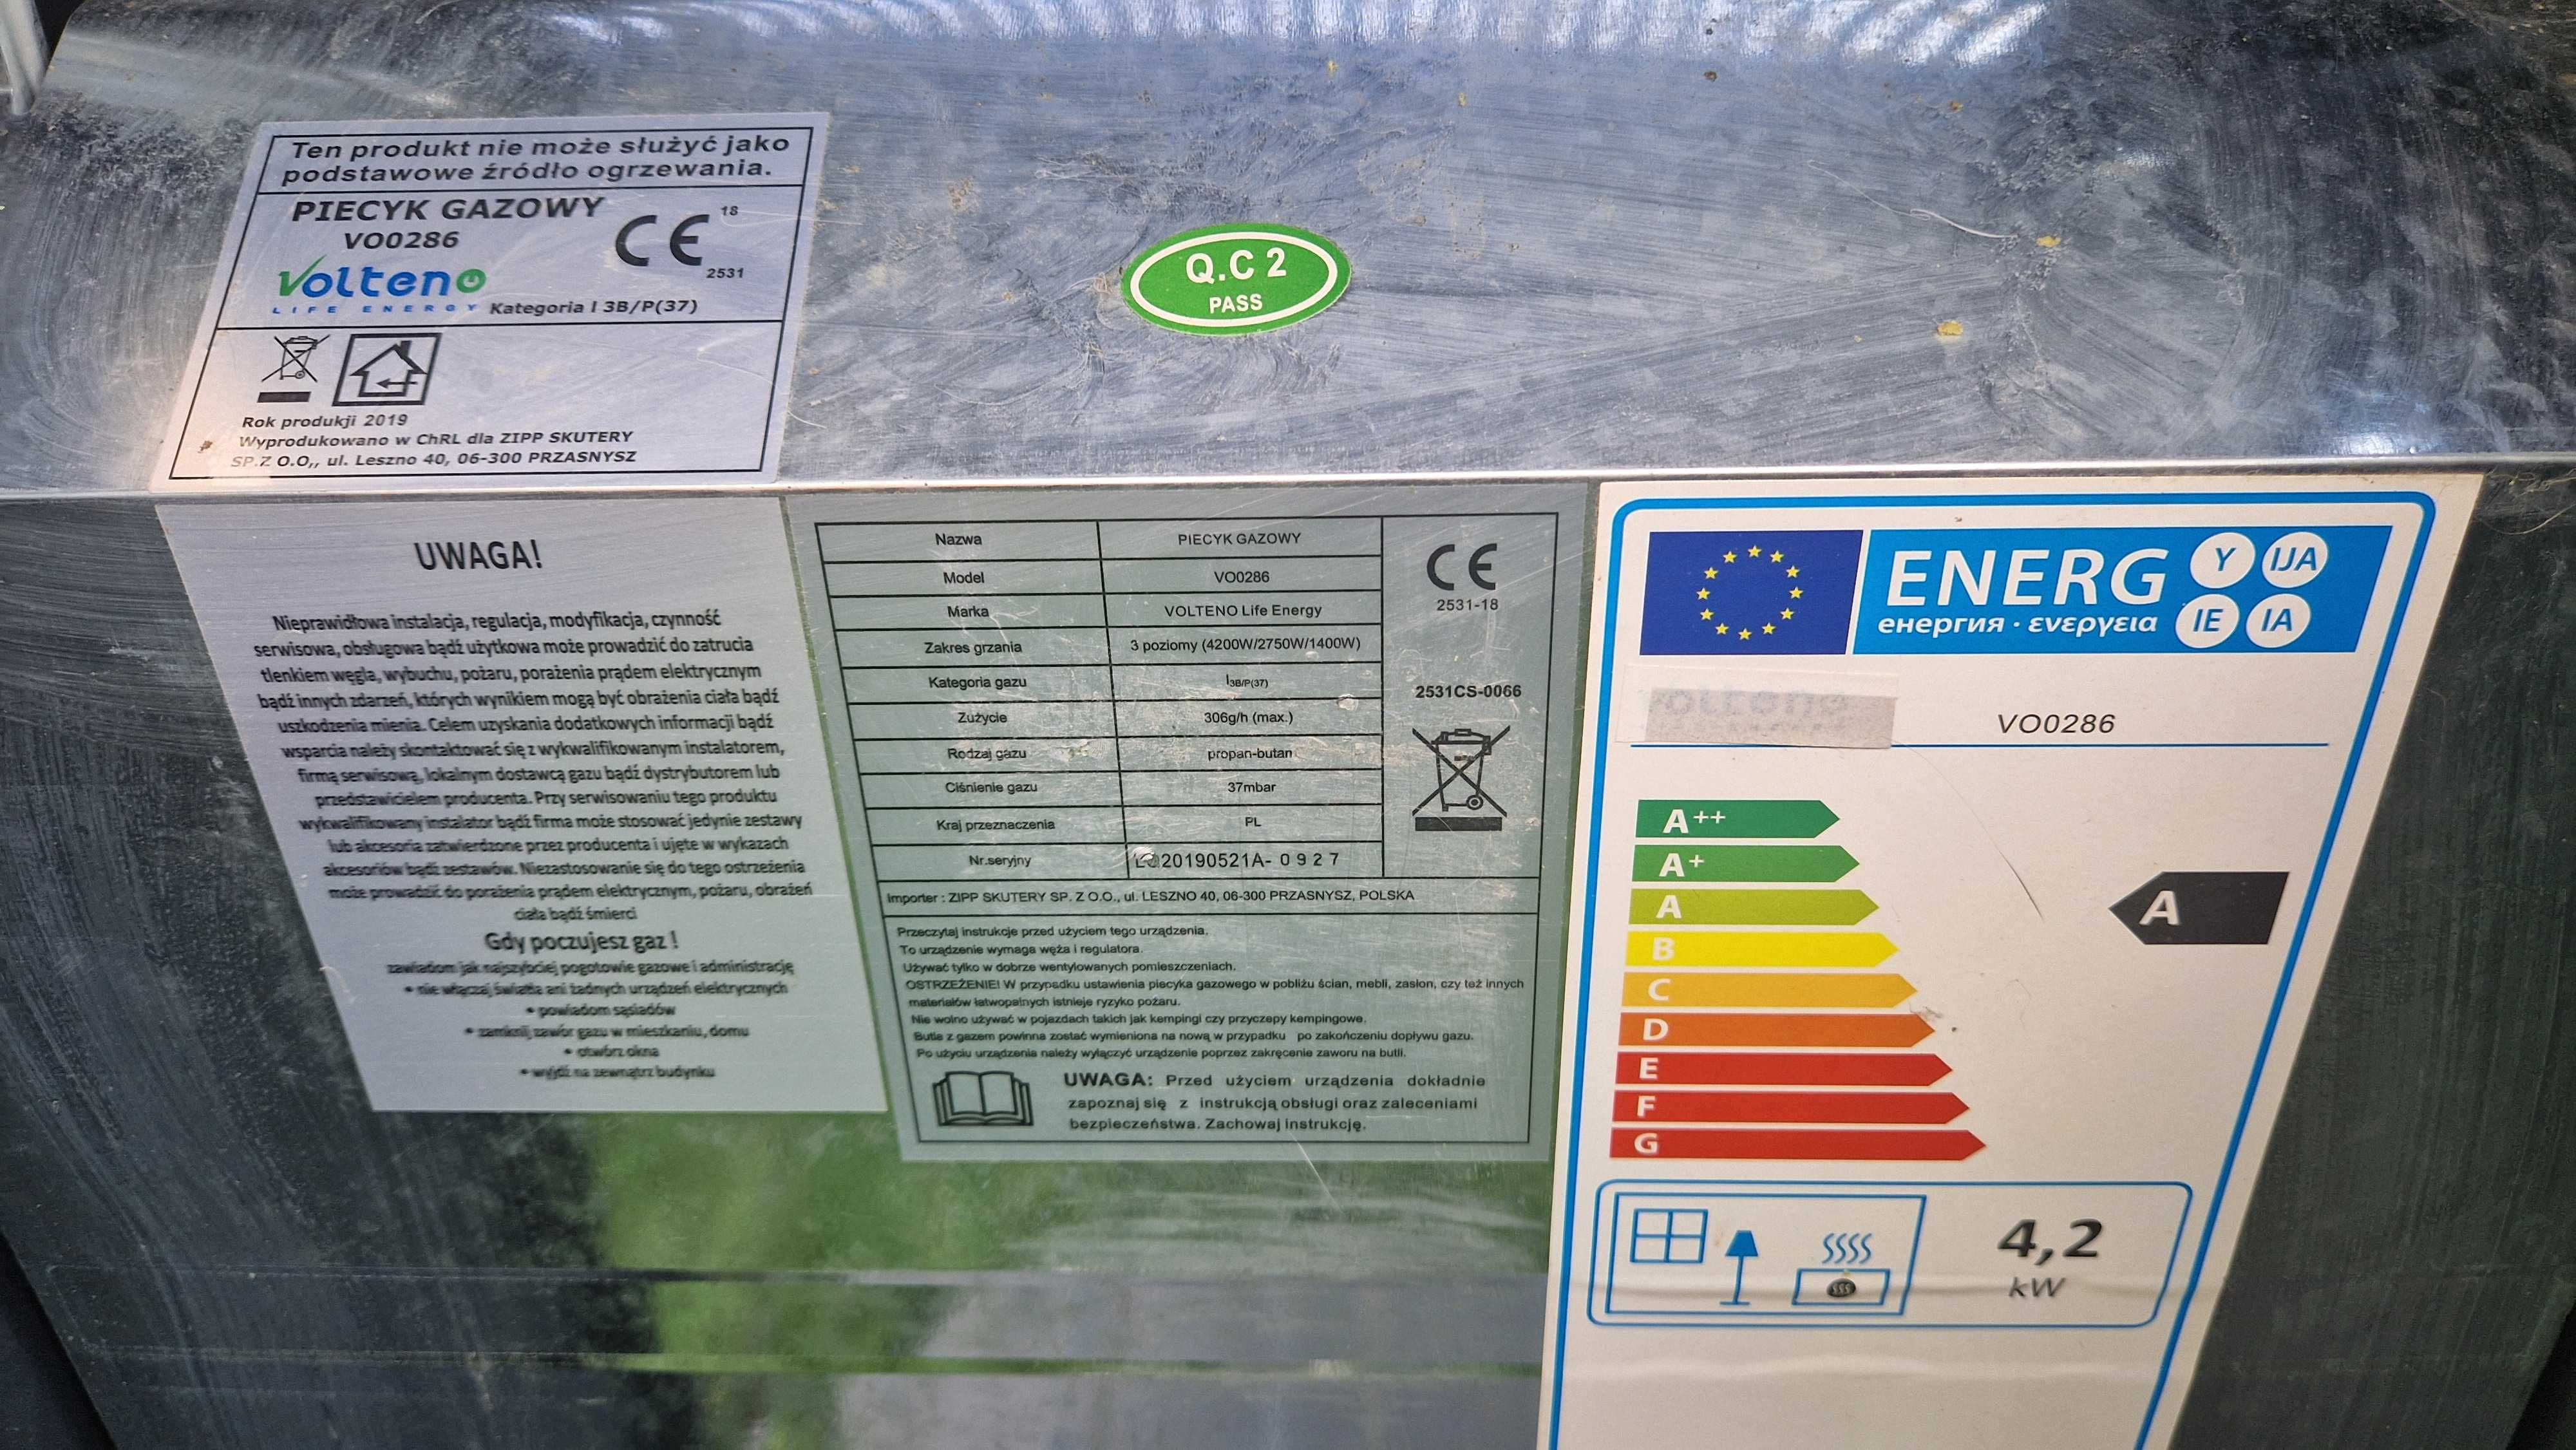 Ten produkt nie może służyć jako
podstawowe źródło ogrzewania.
PIECYK GAZOWY
VO0286
CE 18
2531
Volteno
LIFE ENERGY Kategoria I 3B/P(37)
Rok produkji 2019
Wyprodukowano w ChRL dla ZIPP SKUTERY
SP.Z O.O,, ul. Leszno 40, 06-300 PRZASNYSZ
Q.C 2
PASS
UWAGA!
Nieprawidłowa instalacja, regulacja, modyfikacja, czynność
serwisowa, obsługowa bądź użytkowa może prowadzić do zatrucia
tlenkiem węgla, wybuchu, pożaru, porażenia prądem elektrycznym
bądź innych zdarzeń, których wynikiem mogą być obrażenia ciała bądź
uszkodzenia mienia. Celem uzyskania dodatkowych informacji bądź
wsparcia należy skontaktować się z wykwalifikowanym instalatorem,
firmą serwisową, lokalnym dostawcą gazu bądź dystrybutorem lub
przedstawicielem producenta. Przy serwisowaniu tego produktu
wykwalifikowany instalator bądź firma może stosować jedynie zestawy
lub akcesoria zatwierdzone przez producenta i ujęte w wykazach
akcesoriów bądź zestawów. Niezastosowanie się do tego ostrzeżenia
może prowadzić do porażenia prądem elektrycznym, pożaru, obrażeń
ciała bądź śmierci
Gdy poczujesz gaz !
zawiadom jak najszybciej pogotowie gazowe i administrację
• nie włączaj światła ani żadnych urządzeń elektrycznych
• powiadom sąsiadów
• zamknij zawór gazu w mieszkaniu, domu
• otwórz okna
• wyjdź na zewnątrz budynku
Nazwa PIECYK GAZOWY
Model VO0286
Marka VOLTENO Life Energy
Zakres grzania 3 poziomy (4200W/2750W/1400W)
Kategoria gazu I3B/P(37)
Zużycie 306g/h (max.)
Rodzaj gazu propan-butan
Ciśnienie gazu 37mbar
Kraj przeznaczenia PL
Nr.seryjny 20190521A- 0927
CE
2531-18
2531CS-0066
Importer : ZIPP SKUTERY SP. Z O.O., ul. LESZNO 40, 06-300 PRZASNYSZ, POLSKA
Przeczytaj instrukcje przed użyciem tego urządzenia.
To urządzenie wymaga węża i regulatora.
Używać tylko w dobrze wentylowanych pomieszczeniach.
OSTRZEŻENIE! W przypadku ustawienia piecyka gazowego w pobliżu ścian, mebli, zasłon, czy też innych
materiałów łatwopalnych istnieje ryzyko pożaru.
Nie wolno używać w pojazdach takich jak kempingi czy przyczepy kempingowe.
Butla z gazem powinna zostać wymieniona na nową w przypadku po zakończeniu dopływu gazu.
Po użyciu urządzenia należy wyłączyć urządzenie poprzez zakręcenie zaworu na butli.
UWAGA: Przed użyciem urządzenia dokładnie
zapoznaj się z instrukcją obsługi oraz zaleceniami
bezpieczeństwa. Zachowaj instrukcję.
ENERG Y IJA
IE IA
енергия · ενεργεια
volteno
VO0286
A++
A+
A
B
C
D
E
F
G
A
4,2
kW